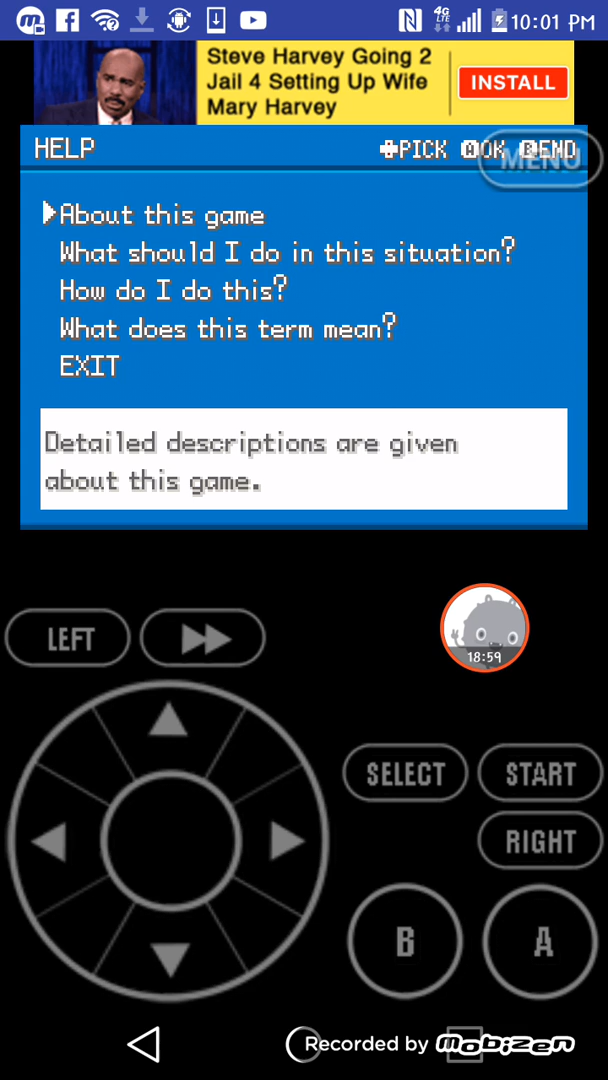 10:01 PM
4G
LTE
Steve Harvey Going 2
Jail 4 Setting Up Wife
Mary Harvey
INSTALL
HELP
PICK A OK B END
MENU
About this game
What should I do in this situation?
How do I do this?
What does this term mean?
EXIT
Detailed descriptions are given
about this game.
18:59
LEFT
SELECT
START
RIGHT
B
A
Recorded by Mobizen